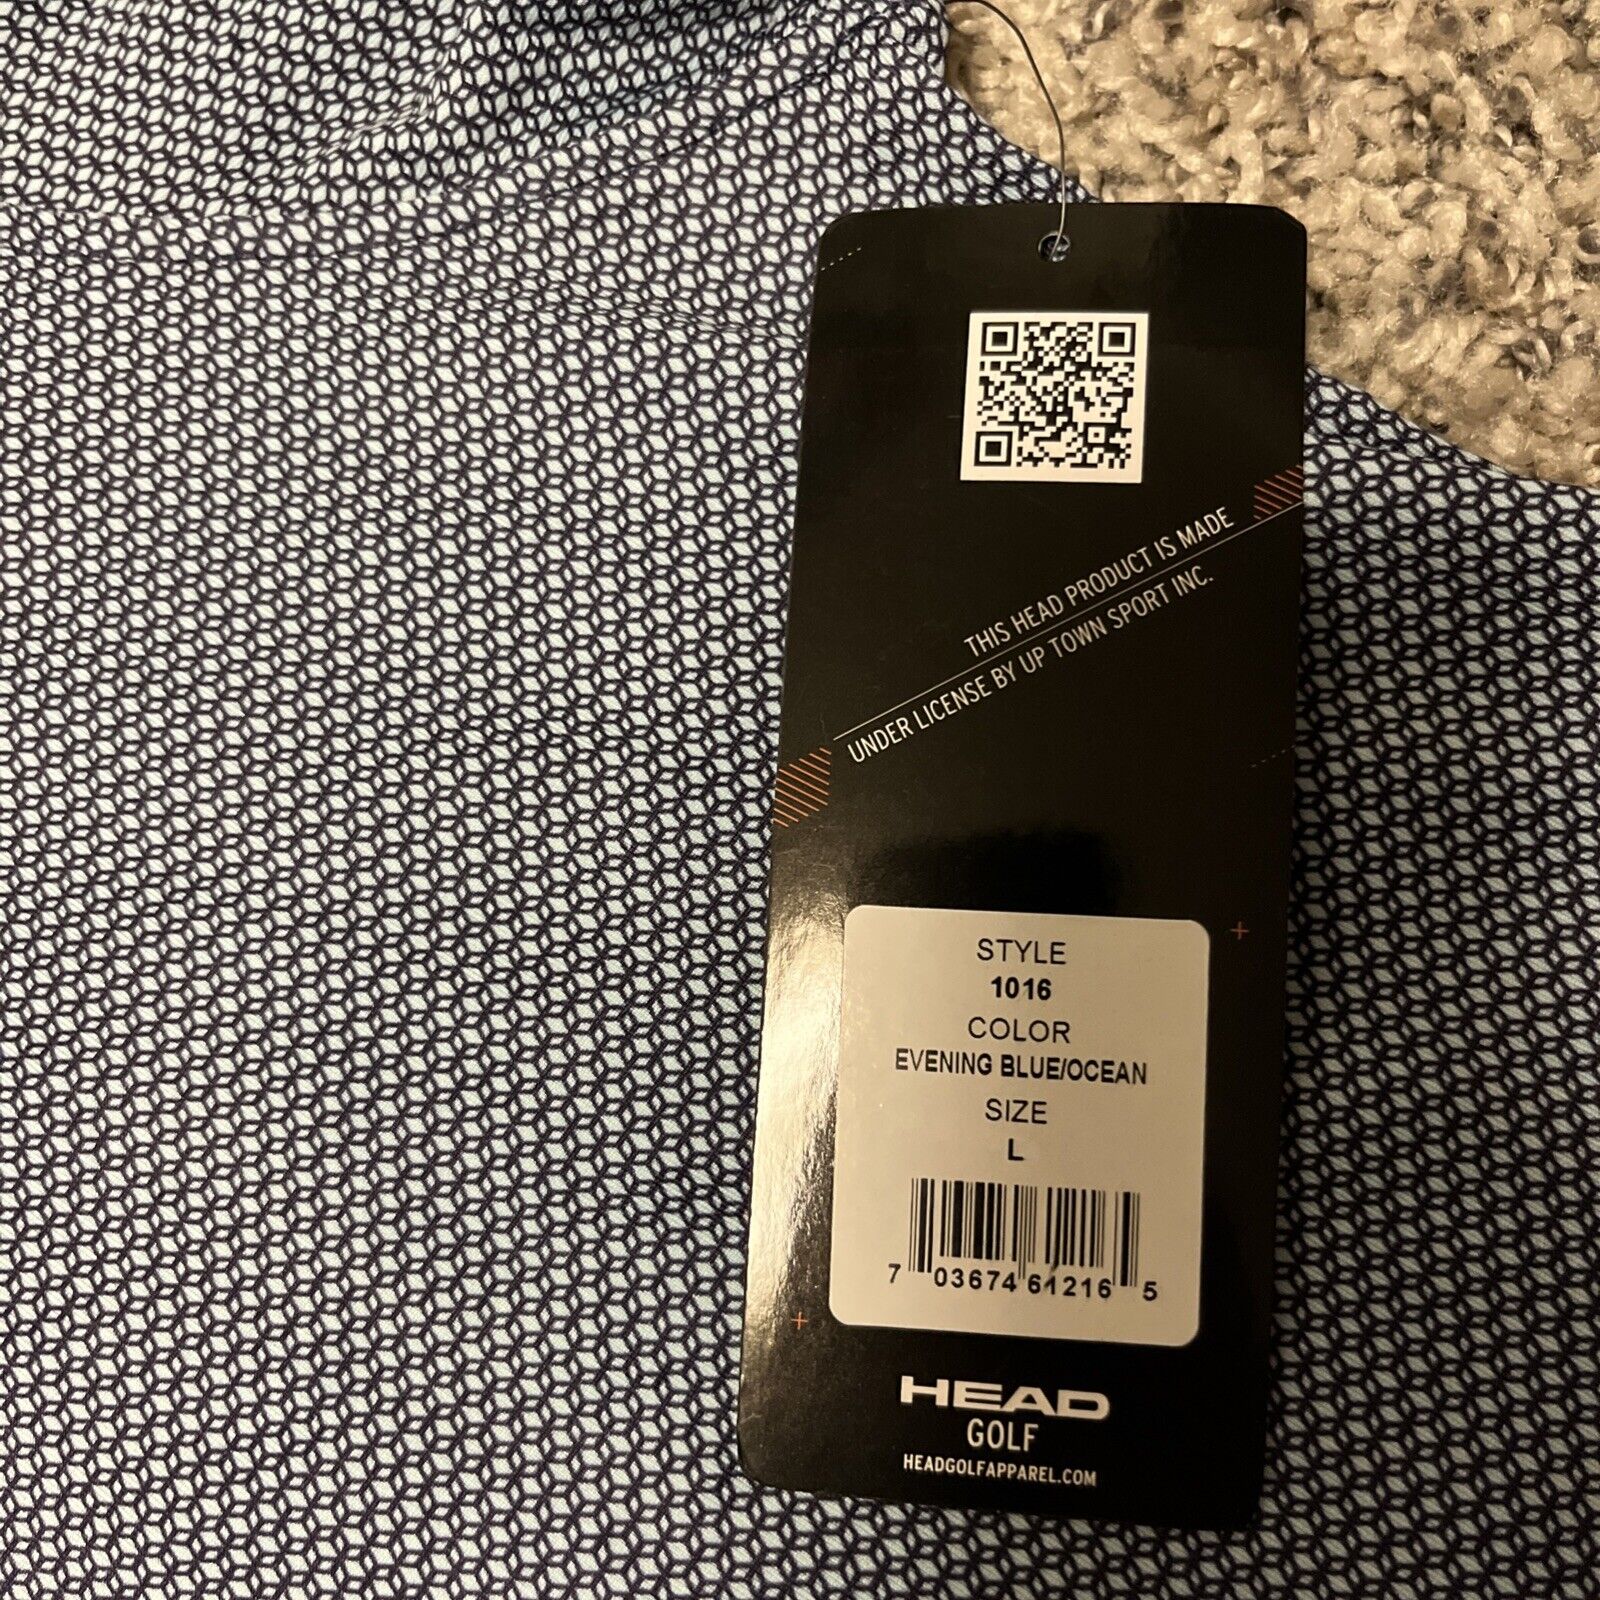 THIS HEAD PRODUCT IS MADE
UNDER LICENSE BY UP TOWN SPORT INC.
STYLE
1016
COLOR
EVENING BLUE/OCEAN
SIZE
L
7 03674 61216 5
HEAD
GOLF
HEADGOLFAPPAREL.COM